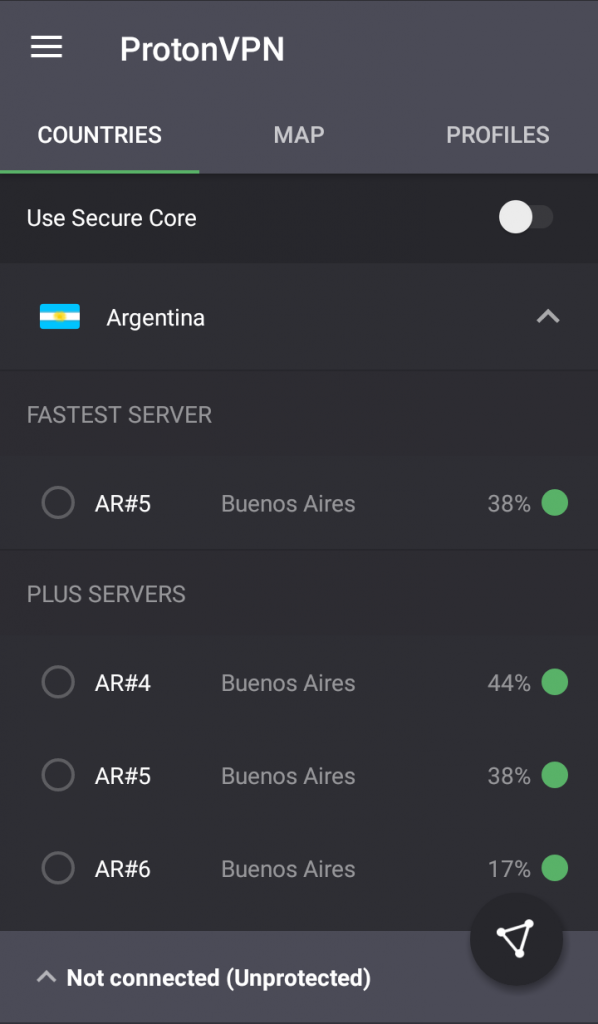 ProtonVPN
COUNTRIES MAP PROFILES
Use Secure Core
Argentina
FASTEST SERVER
AR#5 Buenos Aires 38%
PLUS SERVERS
AR#4 Buenos Aires 44%
AR#5 Buenos Aires 38%
AR#6 Buenos Aires 17%
Not connected (Unprotected)